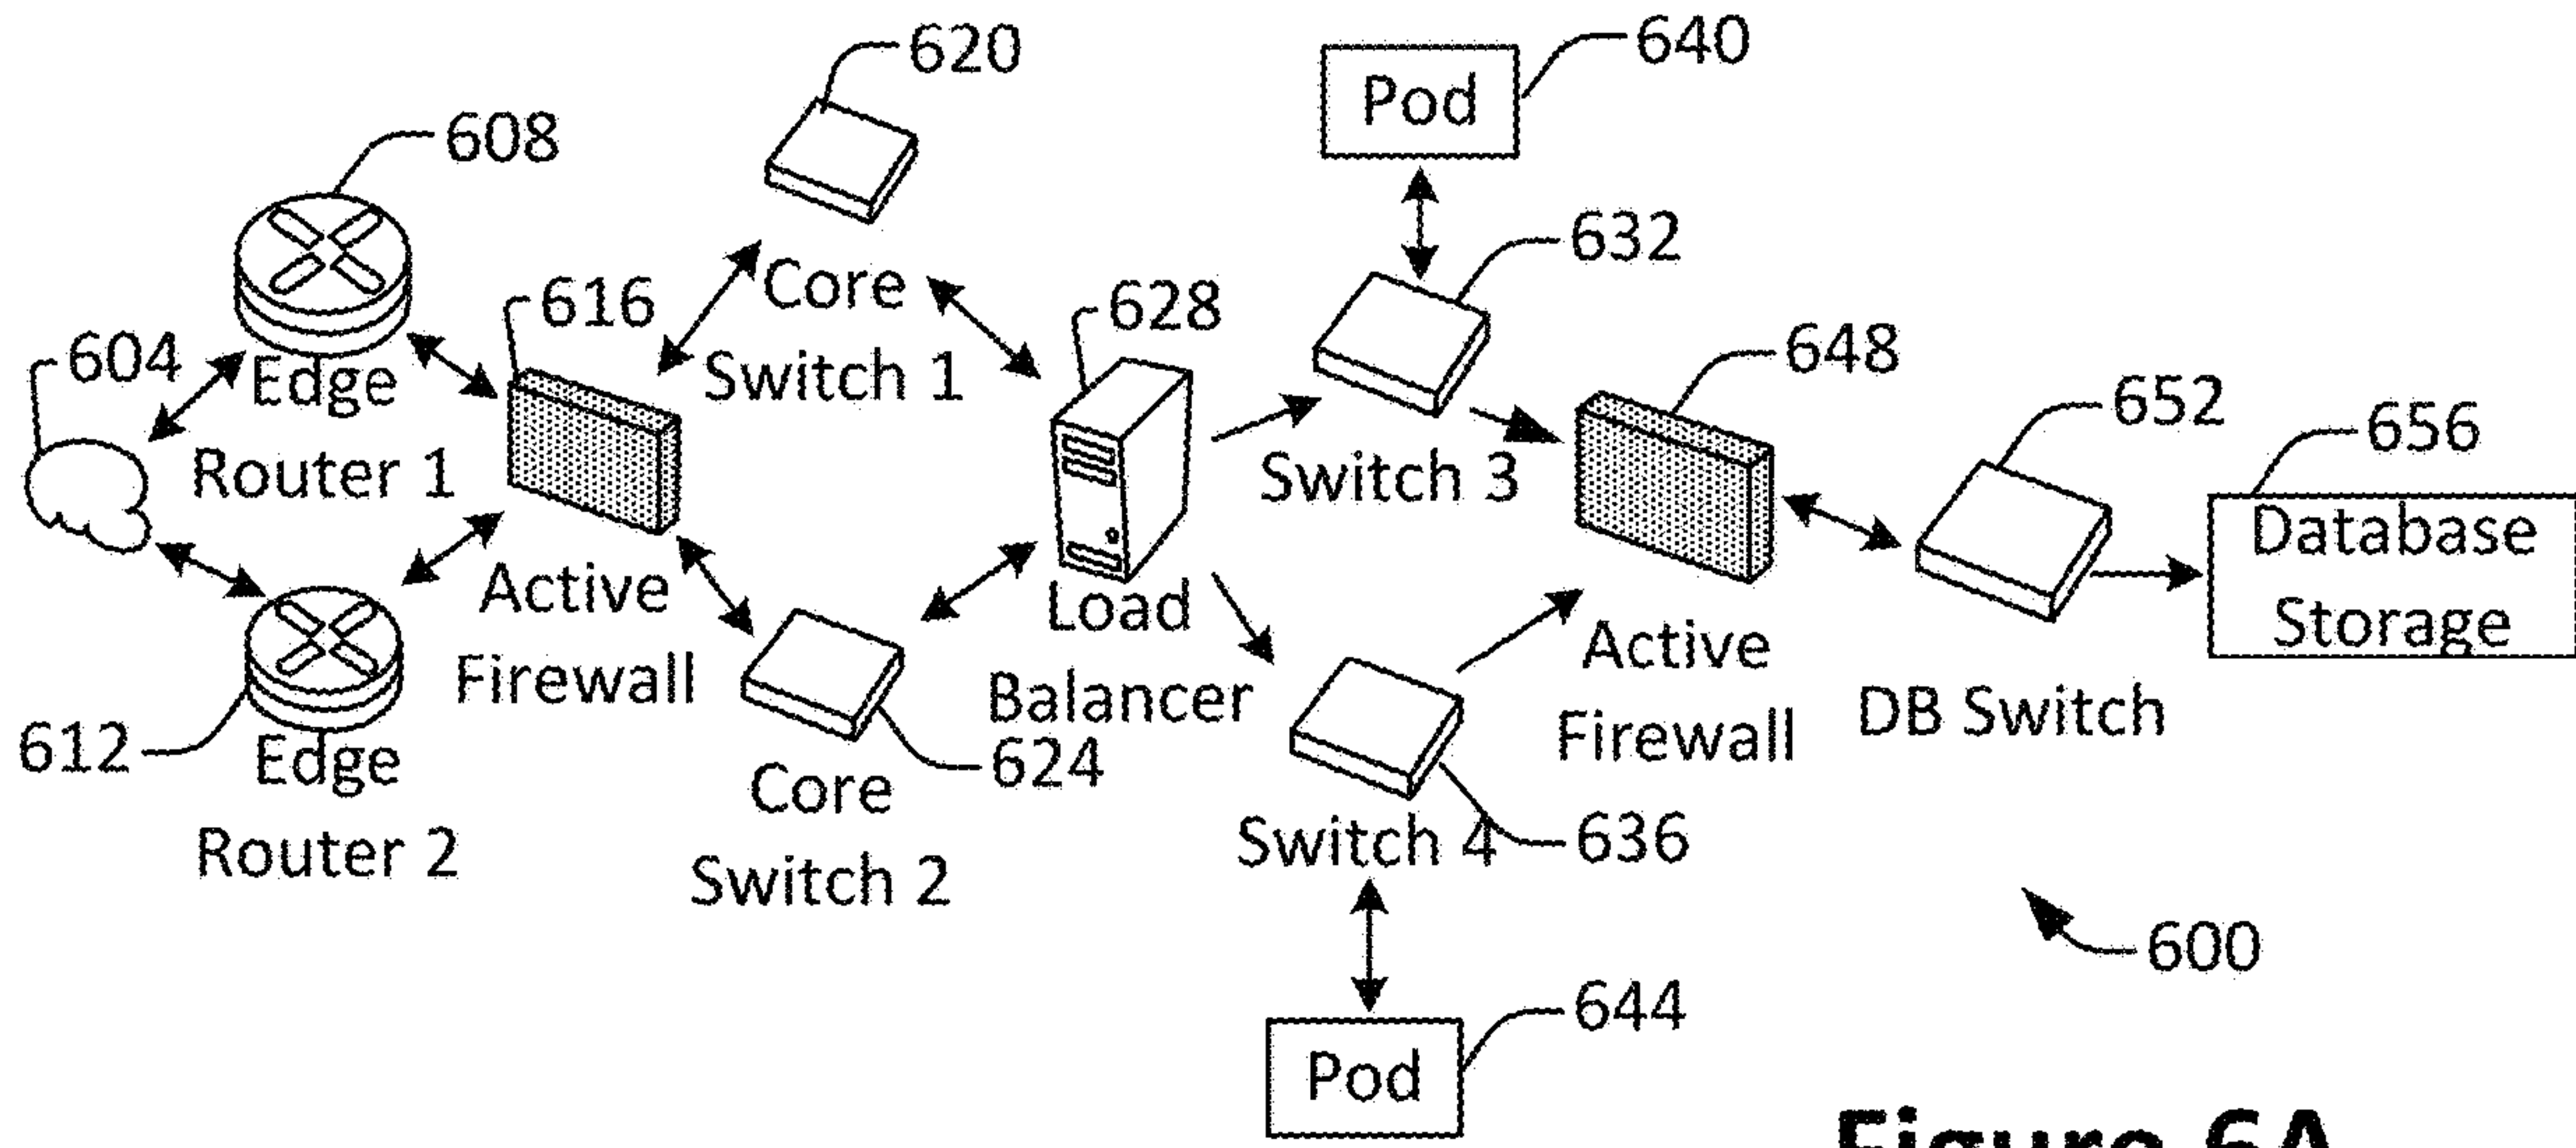 620
640
Pod
608
632
616
Core
Switch 1
628
648
604
Edge
Router 1
Switch 3
652
656
Database
Storage
Active
Firewall
Load
Balancer
Active
Firewall
DB Switch
612
Edge
Router 2
624
Core
Switch 2
Switch 4
636
600
644
Pod
Figure 6A